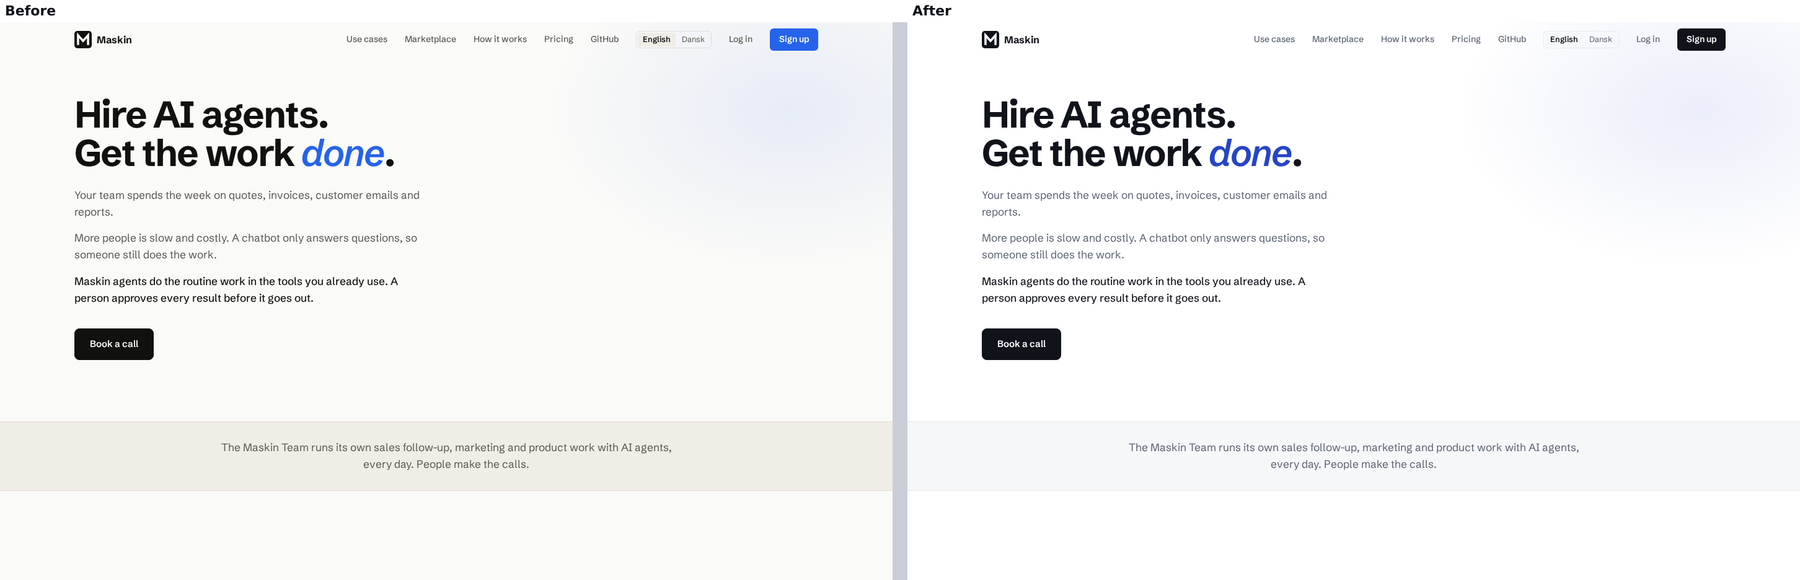 Before
Maskin
Use cases Marketplace How it works Pricing GitHub English Dansk Log in Sign up
Hire AI agents.
Get the work done.
Your team spends the week on quotes, invoices, customer emails and
reports.
More people is slow and costly. A chatbot only answers questions, so
someone still does the work.
Maskin agents do the routine work in the tools you already use. A
person approves every result before it goes out.
Book a call
The Maskin Team runs its own sales follow-up, marketing and product work with AI agents,
every day. People make the calls.
After
Maskin
Use cases Marketplace How it works Pricing GitHub English Dansk Log in Sign up
Hire AI agents.
Get the work done.
Your team spends the week on quotes, invoices, customer emails and
reports.
More people is slow and costly. A chatbot only answers questions, so
someone still does the work.
Maskin agents do the routine work in the tools you already use. A
person approves every result before it goes out.
Book a call
The Maskin Team runs its own sales follow-up, marketing and product work with AI agents,
every day. People make the calls.